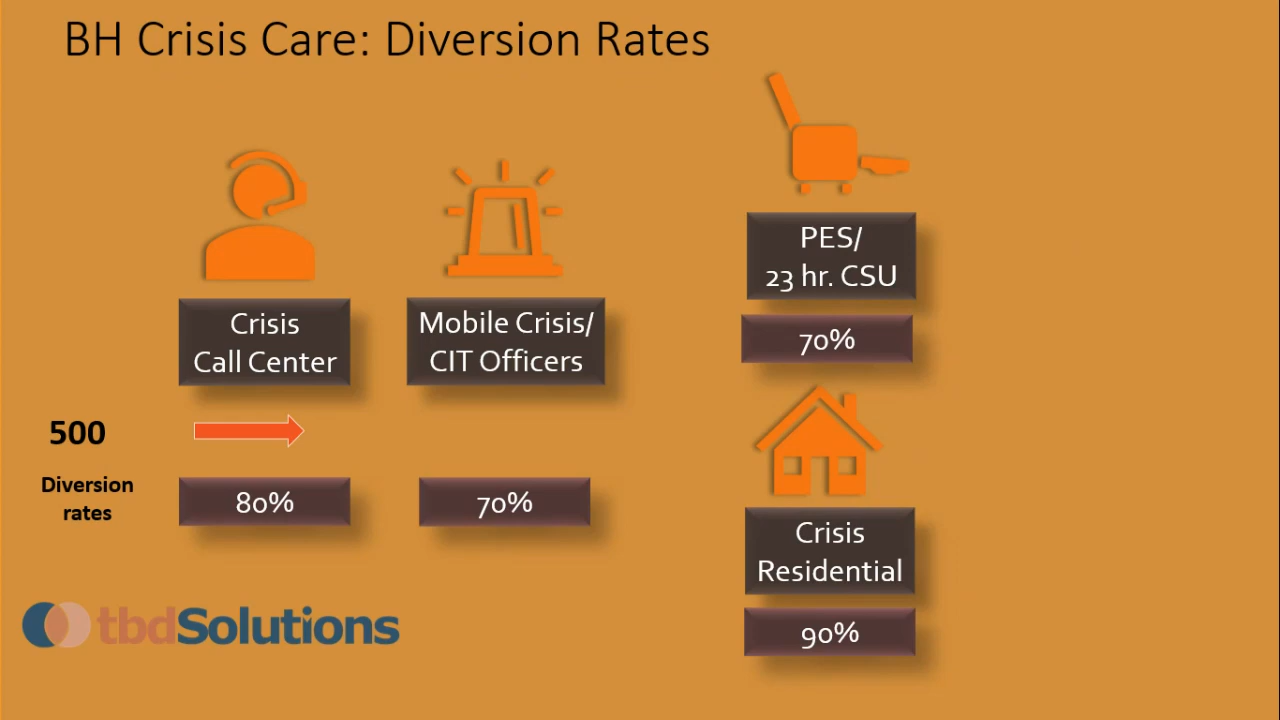 BH Crisis Care: Diversion Rates
Crisis
Call Center
Mobile Crisis/
CIT Officers
PES/
23 hr. CSU
70%
500
Diversion
rates
80%
70%
Crisis
Residential
90%
tbdSolutions